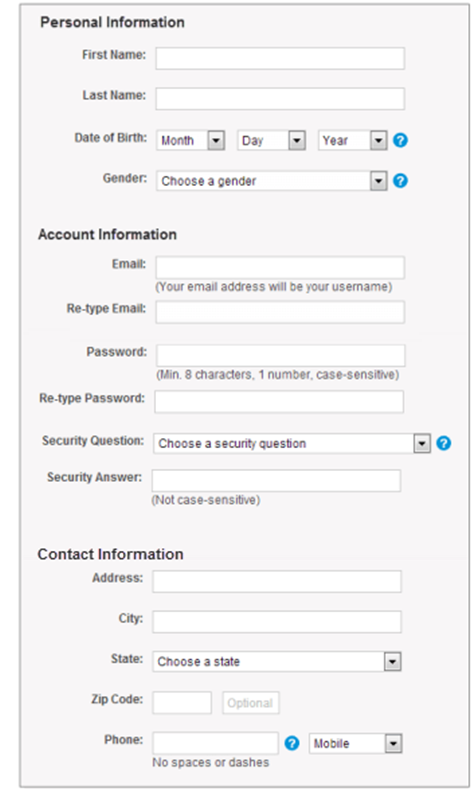 Personal Information
First Name:
Last Name:
Date of Birth: Month Day Year ?
Gender: Choose a gender ?
Account Information
Email:
(Your email address will be your username)
Re-type Email:
Password:
(Min. 8 characters, 1 number, case-sensitive)
Re-type Password:
Security Question: Choose a security question ?
Security Answer:
(Not case-sensitive)
Contact Information
Address:
City:
State: Choose a state
Zip Code: Optional
Phone: ? Mobile
No spaces or dashes